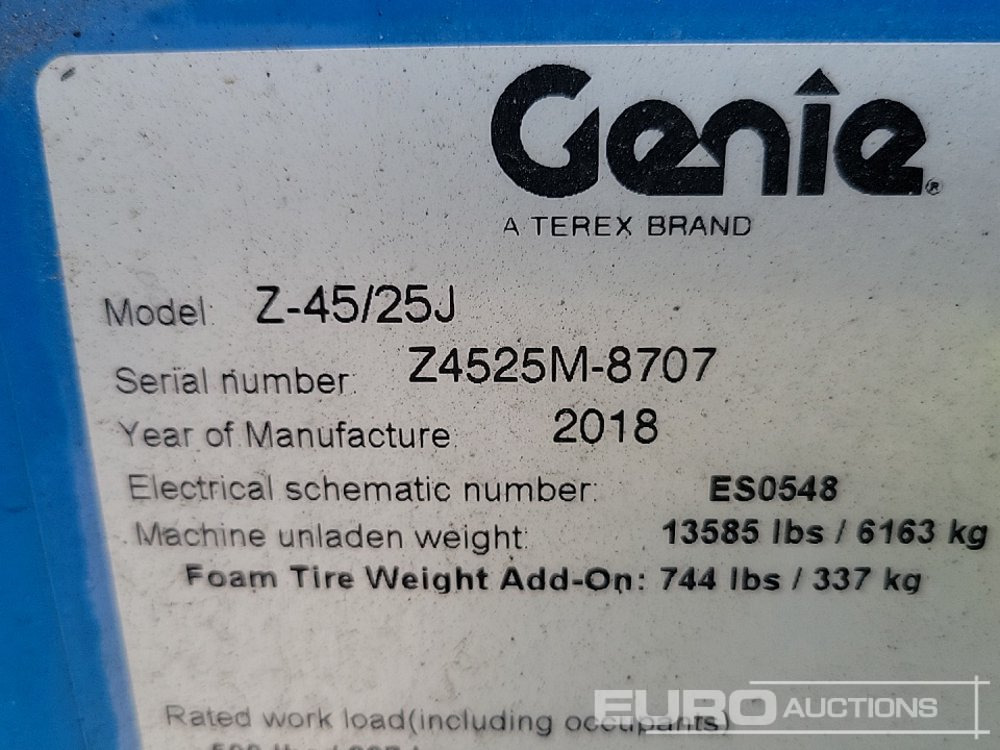 Genie®
A TEREX BRAND
Model: Z-45/25J
Serial number: Z4525M-8707
Year of Manufacture: 2018
Electrical schematic number: ES0548
Machine unladen weight: 13585 lbs / 6163 kg
Foam Tire Weight Add-On: 744 lbs / 337 kg
Rated work load(including occupants)
EURO AUCTIONS